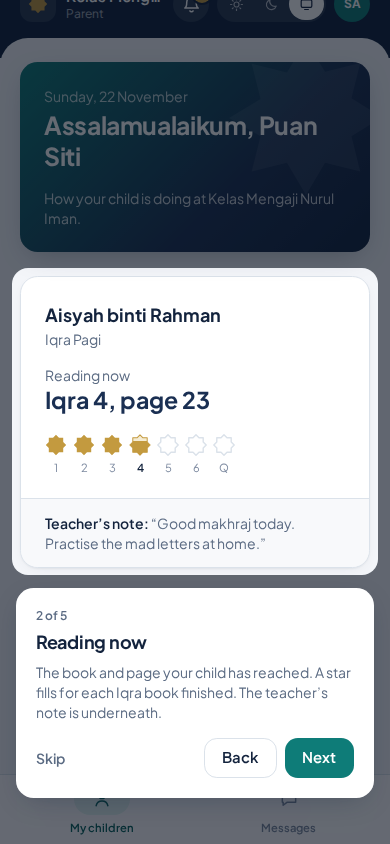 Parent
SA
Sunday, 22 November
Assalamualaikum, Puan
Siti
How your child is doing at Kelas Mengaji Nurul
Iman.
Aisyah binti Rahman
Iqra Pagi
Reading now
Iqra 4, page 23
1 2 3 4 5 6 Q
Teacher's note: “Good makhraj today.
Practise the mad letters at home.”
2 of 5
Reading now
The book and page your child has reached. A star
fills for each Iqra book finished. The teacher's
note is underneath.
Skip Back Next
My children Messages